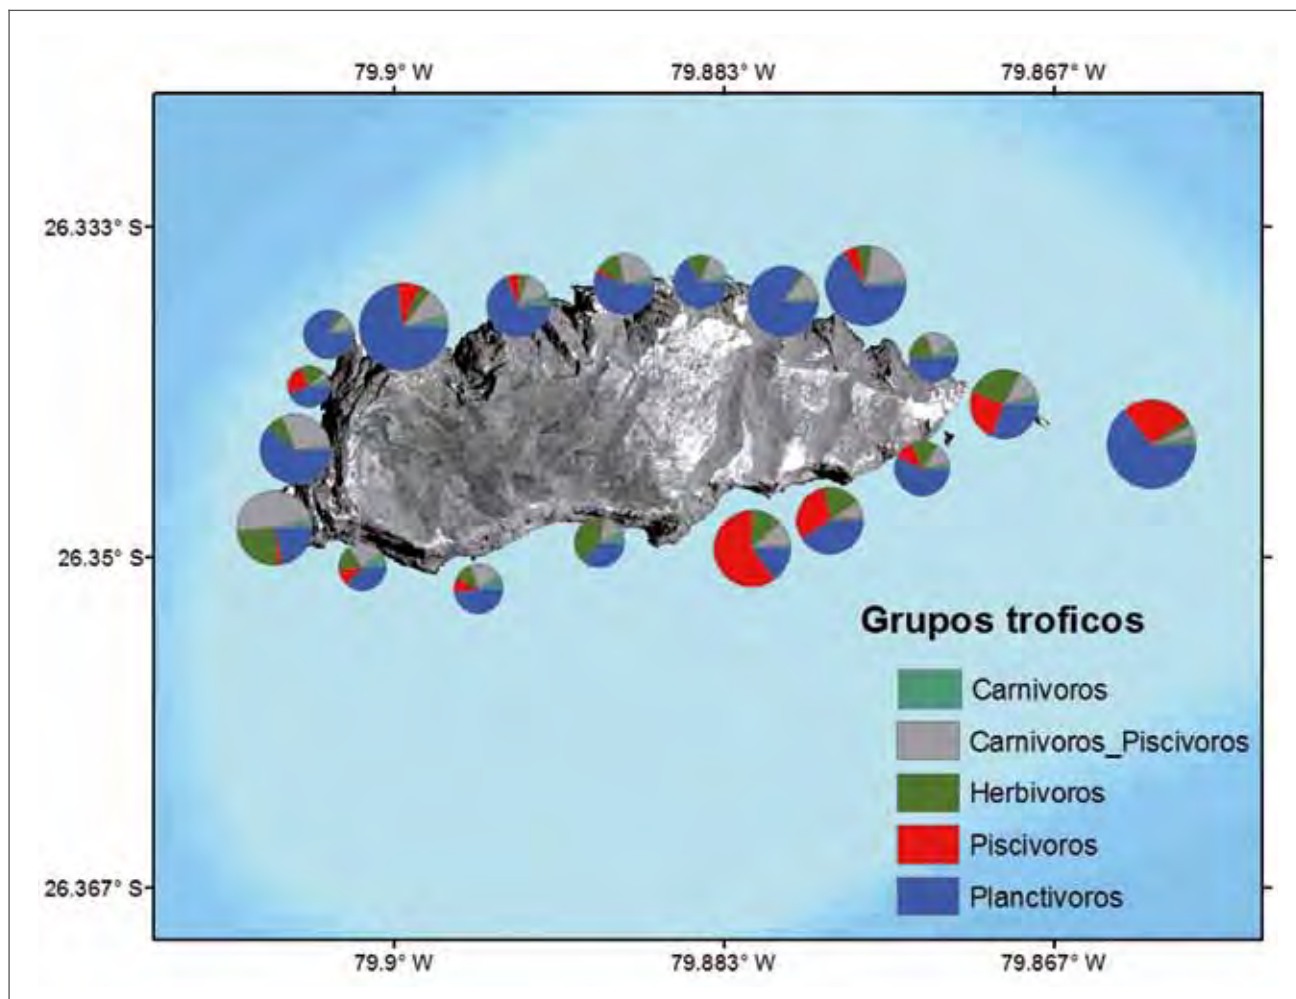 79.9° W 79.883° W 79.867° W
26.333° S
26.35° S
26.367° S
Grupos troficos
Carnivoros
Carnivoros_Piscivoros
Herbivoros
Piscivoros
Planctivoros
79.9° W 79.883° W 79.867° W